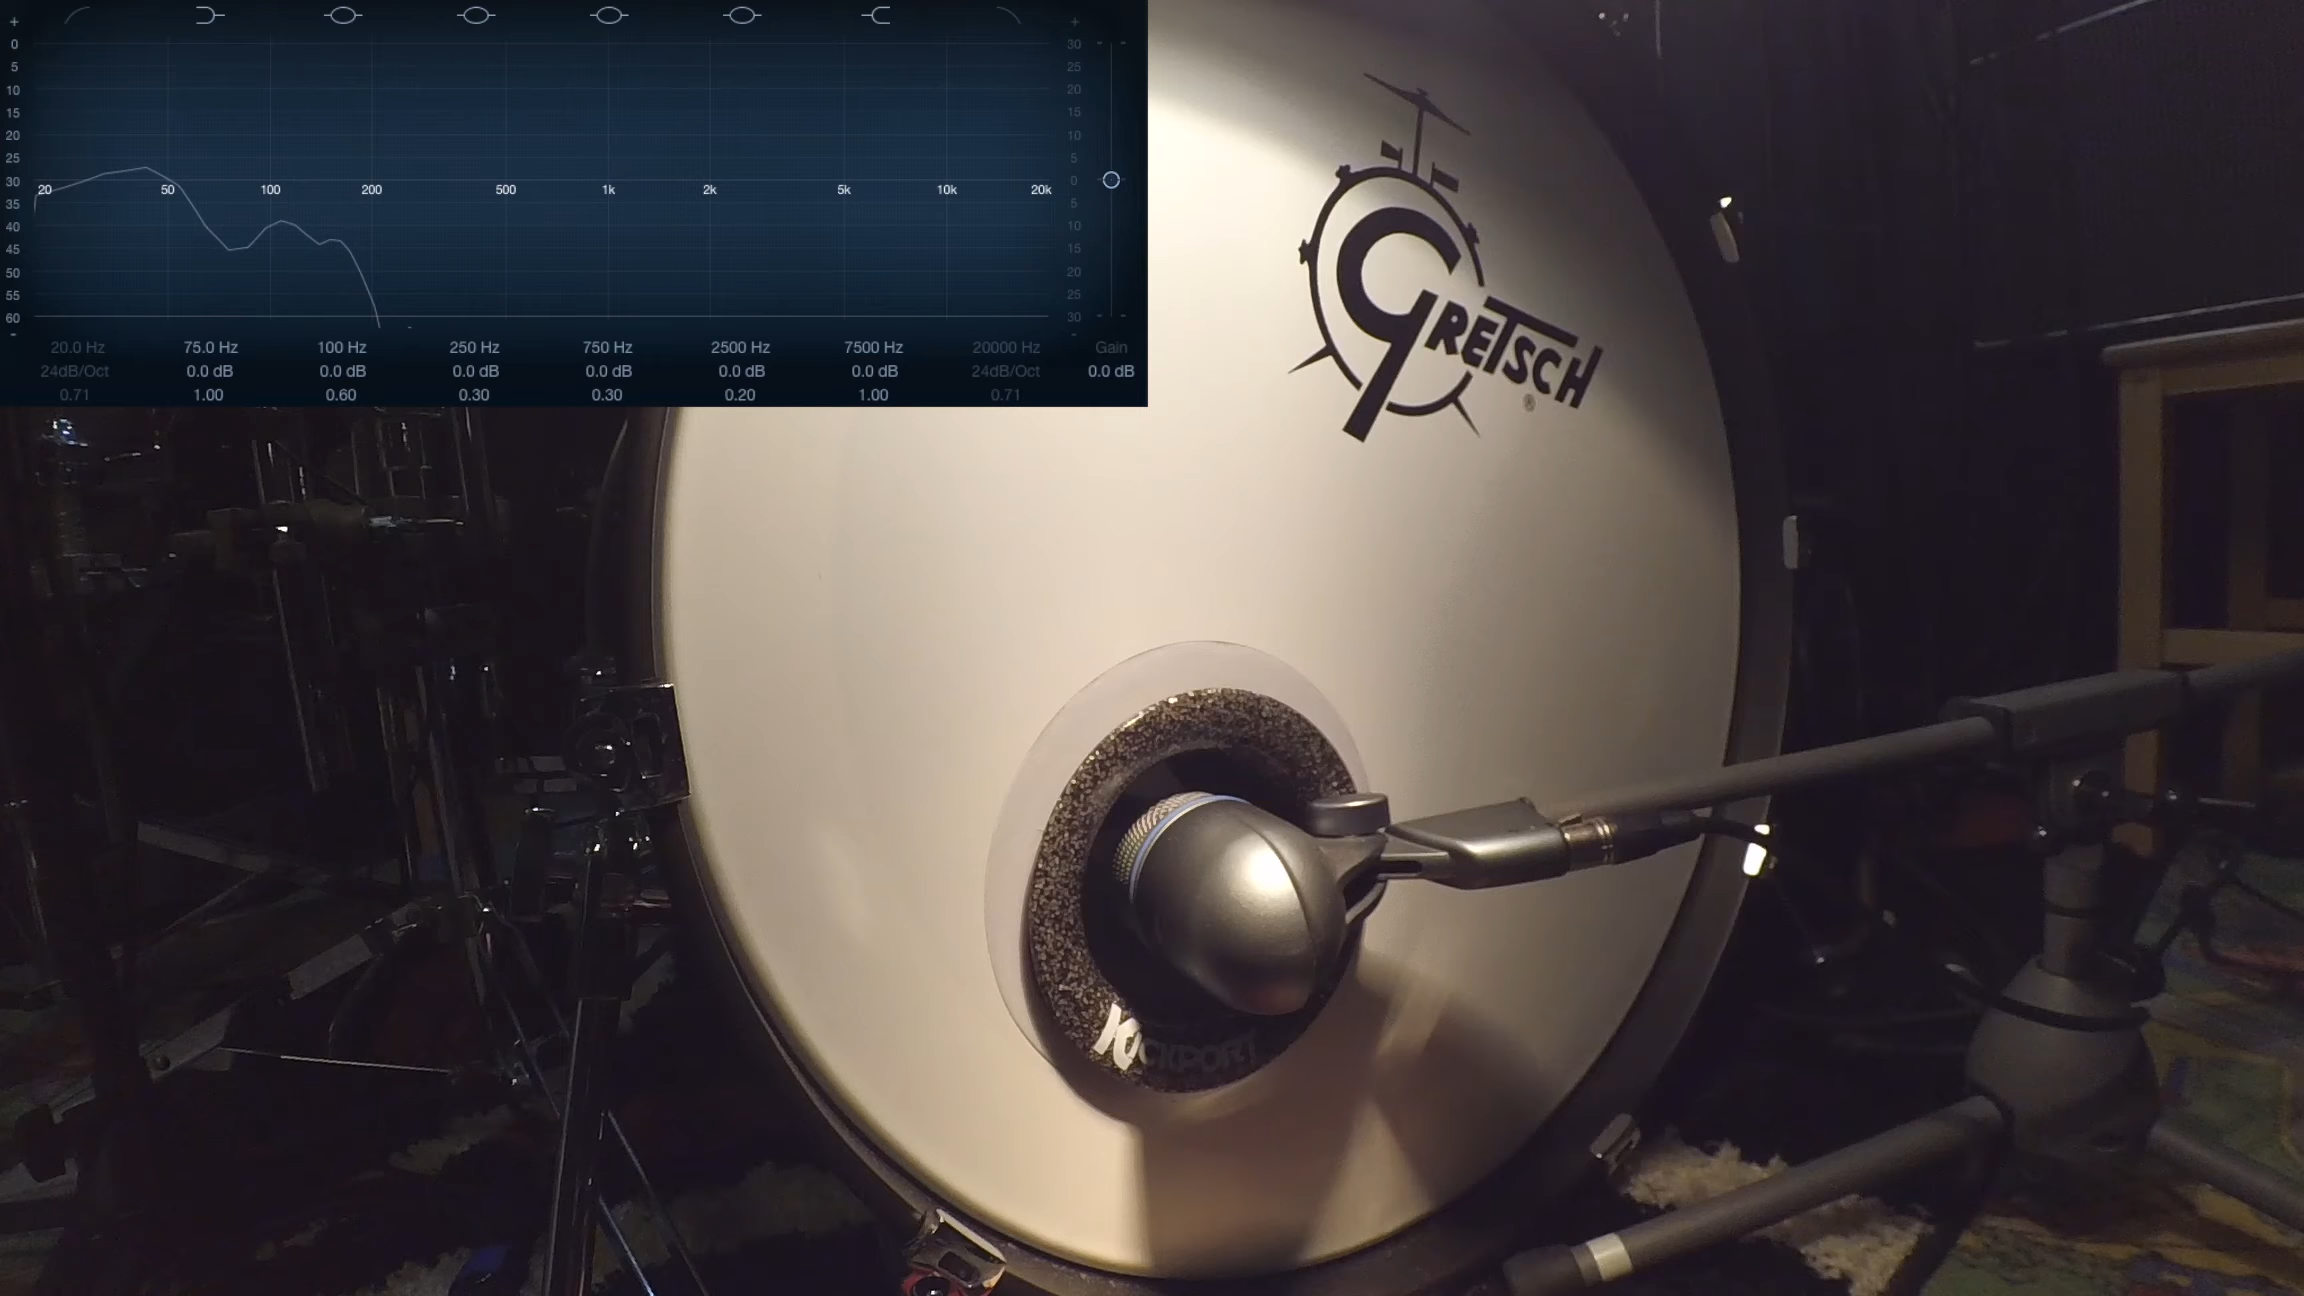 + +
0 30
5 25
10 20
15 15
20 10
25 5
30 0
20 50 100 200 500 1k 2k 5k 10k 20k
35 5
40 10
45 15
50 20
55 25
60 30
- -
20.0 Hz 75.0 Hz 100 Hz 250 Hz 750 Hz 2500 Hz 7500 Hz 20000 Hz Gain
24dB/Oct 0.0 dB 0.0 dB 0.0 dB 0.0 dB 0.0 dB 0.0 dB 24dB/Oct 0.0 dB
0.71 1.00 0.60 0.30 0.30 0.20 1.00 0.71
GRETSCH
®
KICKPORT